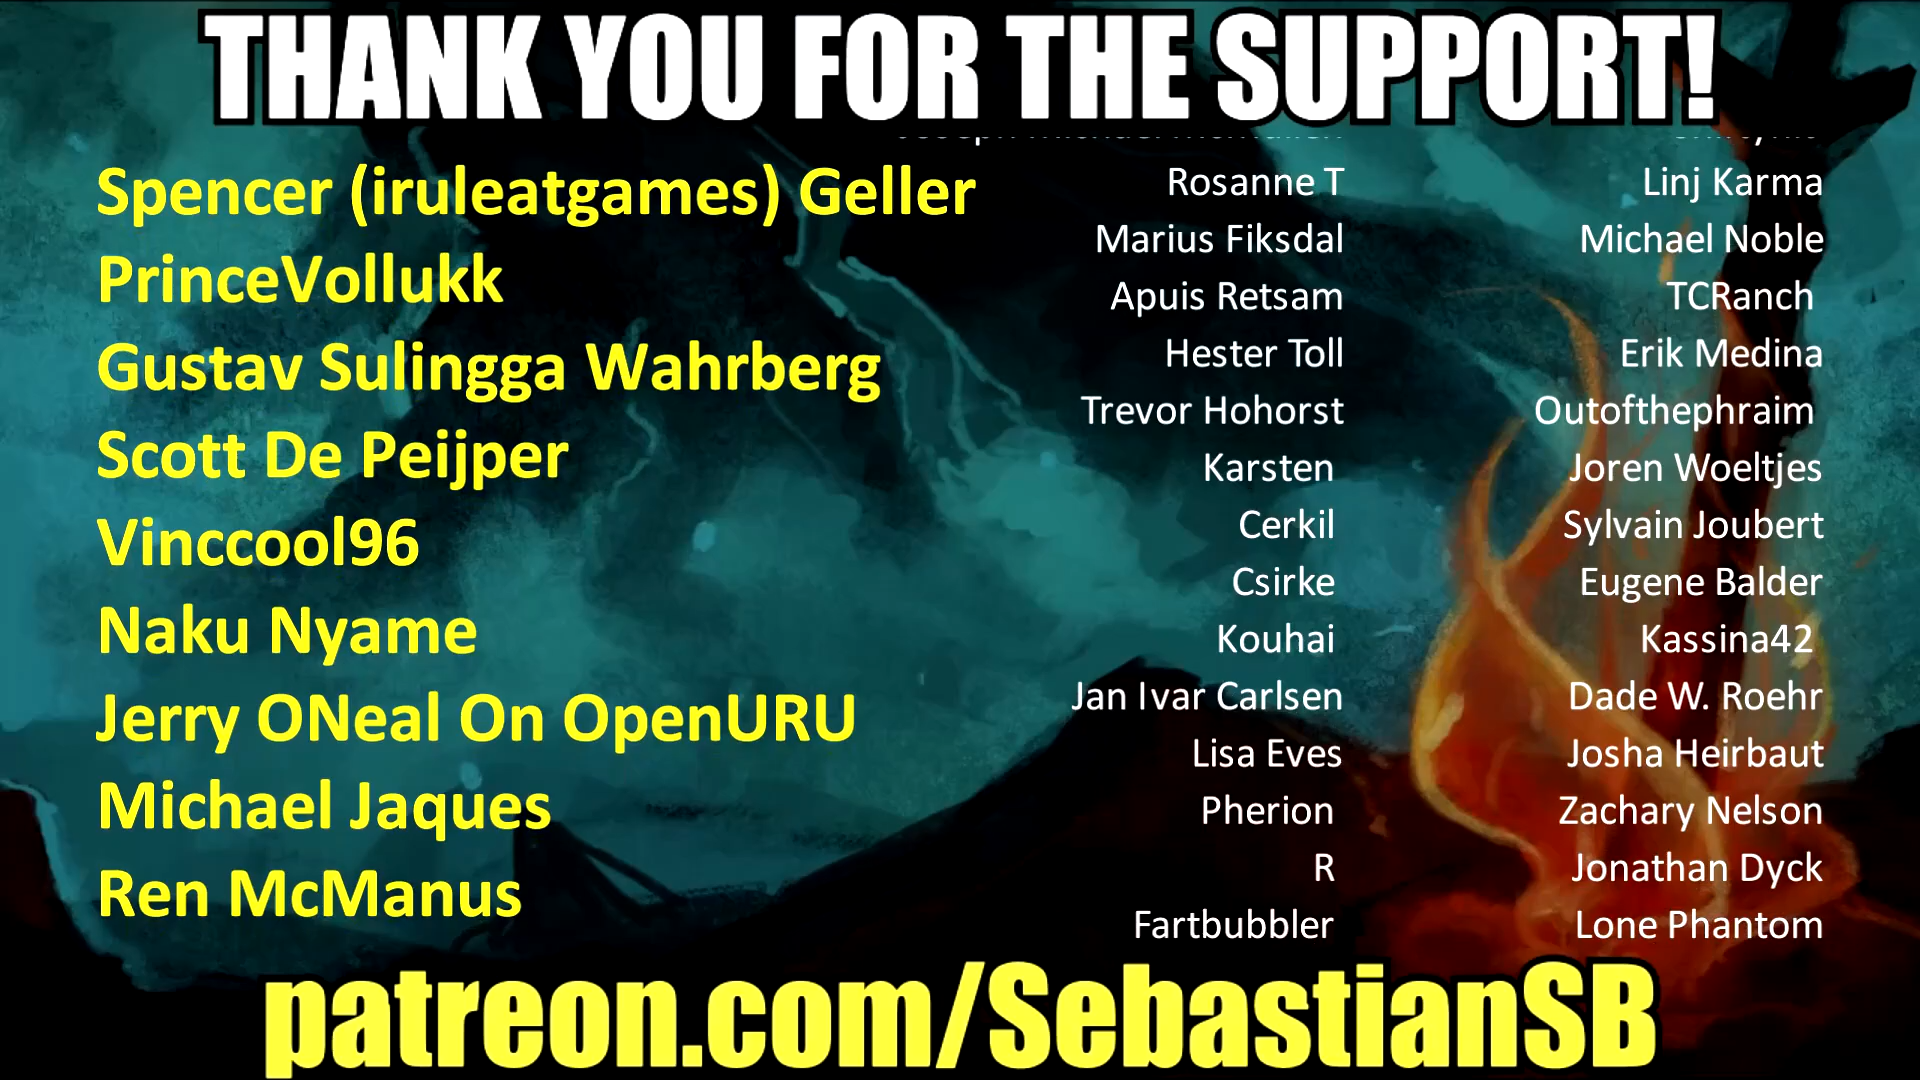 THANK YOU FOR THE SUPPORT!
Spencer (iruleatgames) Geller
PrinceVollukk
Gustav Sulingga Wahrberg
Scott De Peijper
Vinccool96
Naku Nyame
Jerry ONeal On OpenURU
Michael Jaques
Ren McManus
Rosanne T
Marius Fiksdal
Apuis Retsam
Hester Toll
Trevor Hohorst
Karsten
Cerkil
Csirke
Kouhai
Jan Ivar Carlsen
Lisa Eves
Pherion
R
Fartbubbler
Linj Karma
Michael Noble
TCRanch
Erik Medina
Outofthephraim
Joren Woeltjes
Sylvain Joubert
Eugene Balder
Kassina42
Dade W. Roehr
Josha Heirbaut
Zachary Nelson
Jonathan Dyck
Lone Phantom
patreon.com/SebastianSB